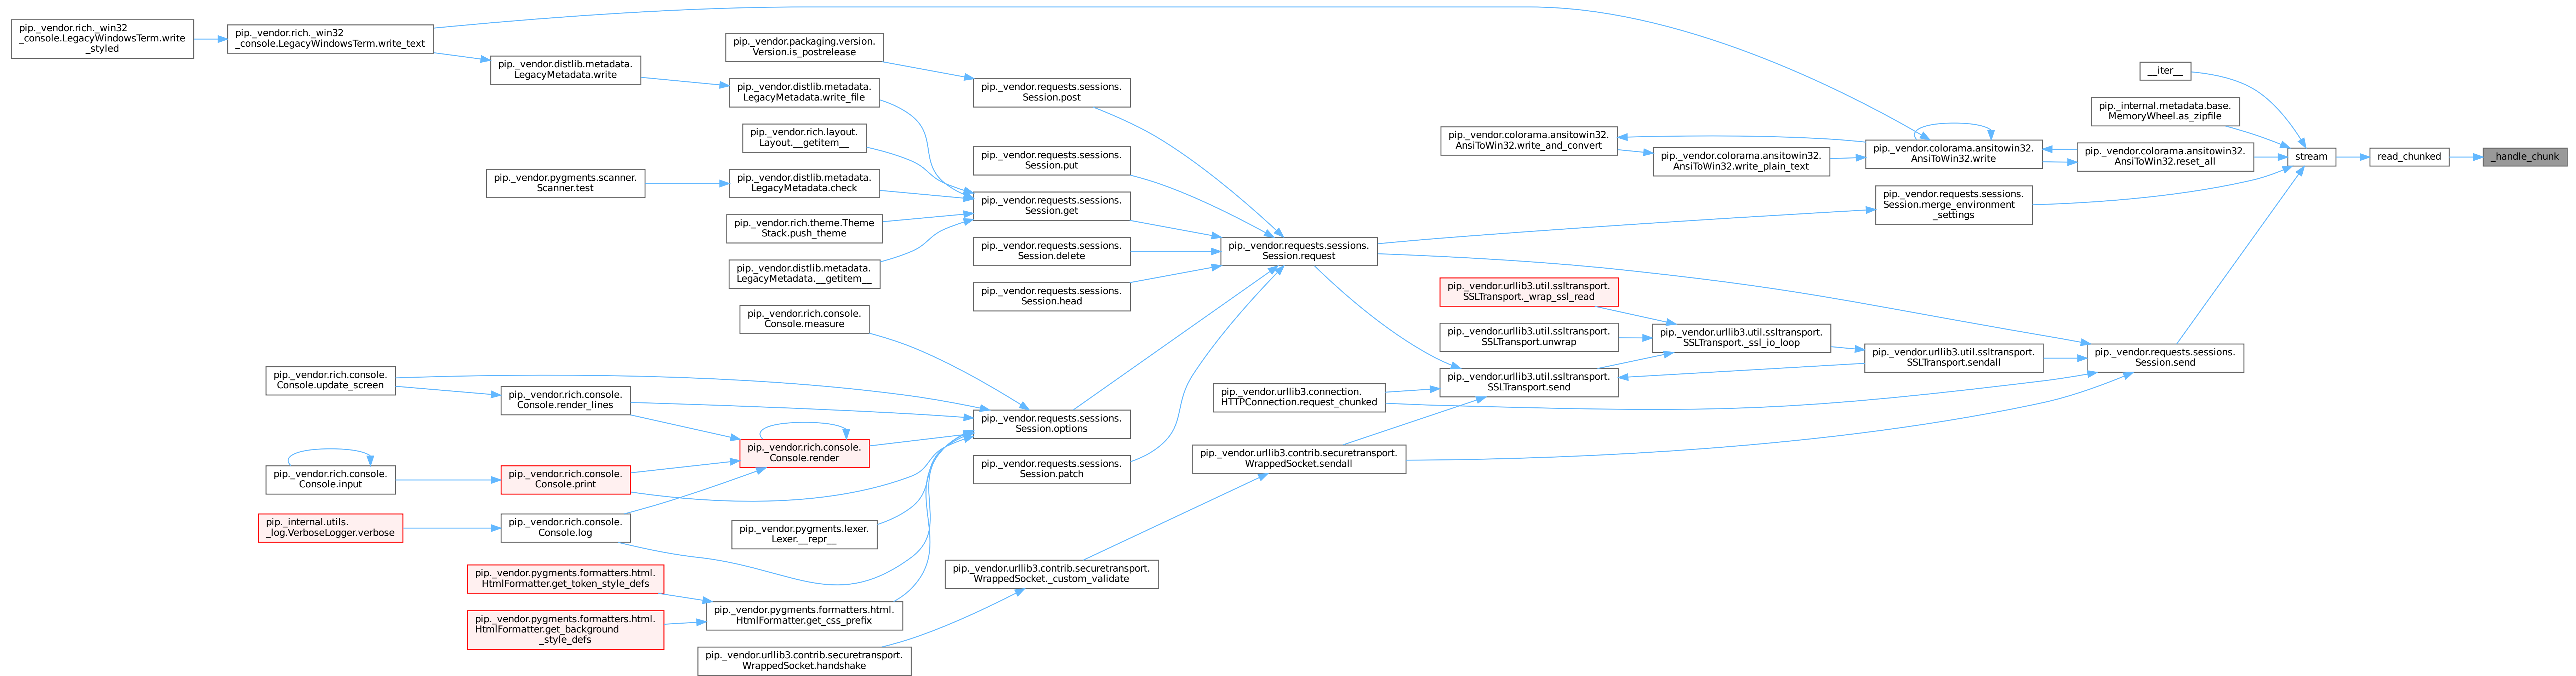 pip._vendor.rich._win32
_console.LegacyWindowsTerm.write
_styled
pip._vendor.rich._win32
_console.LegacyWindowsTerm.write_text
pip._vendor.distlib.metadata.
LegacyMetadata.write
pip._vendor.packaging.version.
Version.is_postrelease
pip._vendor.distlib.metadata.
LegacyMetadata.write_file
pip._vendor.rich.layout.
Layout.__getitem__
pip._vendor.pygments.scanner.
Scanner.test
pip._vendor.distlib.metadata.
LegacyMetadata.check
pip._vendor.rich.theme.Theme
Stack.push_theme
pip._vendor.distlib.metadata.
LegacyMetadata.__getitem__
pip._vendor.rich.console.
Console.measure
pip._vendor.rich.console.
Console.update_screen
pip._vendor.rich.console.
Console.render_lines
pip._vendor.rich.console.
Console.render
pip._vendor.rich.console.
Console.input
pip._vendor.rich.console.
Console.print
pip._internal.utils.
_log.VerboseLogger.verbose
pip._vendor.rich.console.
Console.log
pip._vendor.pygments.lexer.
Lexer.__repr__
pip._vendor.pygments.formatters.html.
HtmlFormatter.get_token_style_defs
pip._vendor.pygments.formatters.html.
HtmlFormatter.get_background
_style_defs
pip._vendor.pygments.formatters.html.
HtmlFormatter.get_css_prefix
pip._vendor.urllib3.contrib.securetransport.
WrappedSocket.handshake
pip._vendor.requests.sessions.
Session.post
pip._vendor.requests.sessions.
Session.put
pip._vendor.requests.sessions.
Session.get
pip._vendor.requests.sessions.
Session.delete
pip._vendor.requests.sessions.
Session.head
pip._vendor.requests.sessions.
Session.options
pip._vendor.requests.sessions.
Session.patch
pip._vendor.urllib3.contrib.securetransport.
WrappedSocket._custom_validate
pip._vendor.requests.sessions.
Session.request
pip._vendor.urllib3.connection.
HTTPConnection.request_chunked
pip._vendor.urllib3.contrib.securetransport.
WrappedSocket.sendall
pip._vendor.colorama.ansitowin32.
AnsiToWin32.write_and_convert
pip._vendor.colorama.ansitowin32.
AnsiToWin32.write_plain_text
pip._vendor.urllib3.util.ssltransport.
SSLTransport._wrap_ssl_read
pip._vendor.urllib3.util.ssltransport.
SSLTransport.unwrap
pip._vendor.urllib3.util.ssltransport.
SSLTransport._ssl_io_loop
pip._vendor.urllib3.util.ssltransport.
SSLTransport.send
pip._vendor.colorama.ansitowin32.
AnsiToWin32.write
pip._vendor.requests.sessions.
Session.merge_environment
_settings
pip._vendor.urllib3.util.ssltransport.
SSLTransport.sendall
__iter__
pip._internal.metadata.base.
MemoryWheel.as_zipfile
pip._vendor.colorama.ansitowin32.
AnsiToWin32.reset_all
pip._vendor.requests.sessions.
Session.send
stream
read_chunked
_handle_chunk